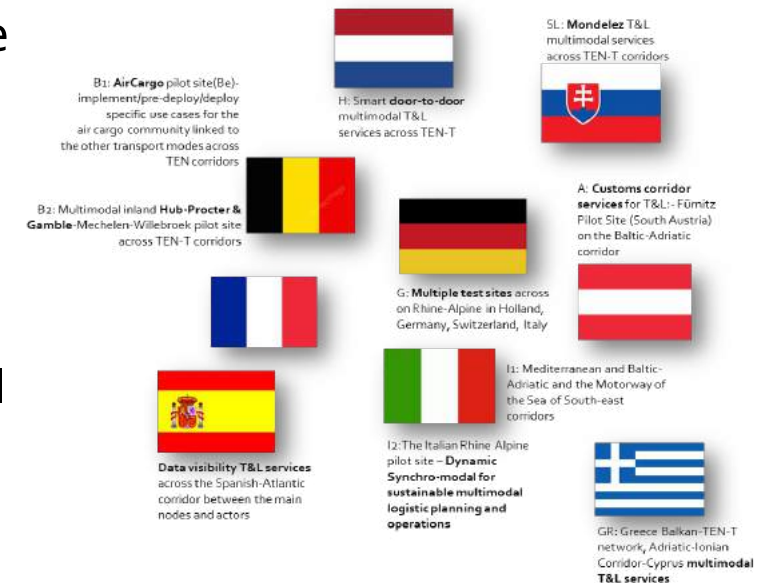 e
SL: Mondelez T&L
multimodal services
across TEN-T corridors
B1: AirCargo pilot site(Be)-
implement/pre-deploy/deploy
specific use cases for the
air cargo community linked to
the other transport modes across
TEN corridors
H: Smart door-to-door
multimodal T&L
services across TEN-T
B2: Multimodal inland Hub-Procter &
Gamble-Mechelen-Willebroek pilot site
across TEN-T corridors
A: Customs corridor
services for T&L:- Fürnitz
Pilot Site (South Austria)
on the Baltic-Adriatic
corridor
G: Multiple test sites across
on Rhine-Alpine in Holland,
Germany, Switzerland, Italy
I1: Mediterranean and Baltic-
Adriatic and the Motorway of
the Sea of South-east
corridors
I2:The Italian Rhine Alpine
pilot site – Dynamic
Synchro-modal for
sustainable multimodal
logistic planning and
operations
Data visibility T&L services
across the Spanish-Atlantic
corridor between the main
nodes and actors
GR: Greece Balkan-TEN-T
network, Adriatic-Ionian
Corridor-Cyprus multimodal
T&L services